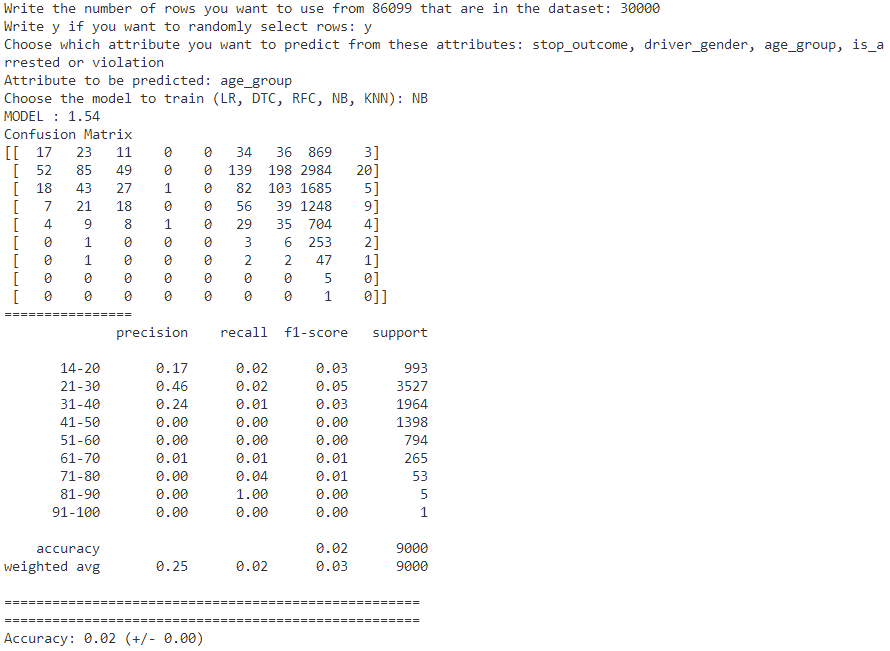 Write the number of rows you want to use from 86099 that are in the dataset: 30000
Write y if you want to randomly select rows: y
Choose which attribute you want to predict from these attributes: stop_outcome, driver_gender, age_group, is_a
rrested or violation
Attribute to be predicted: age_group
Choose the model to train (LR, DTC, RFC, NB, KNN): NB
MODEL : 1.54
Confusion Matrix
[[  17   23   11    0    0   34   36  869    3]
 [  52   85   49    0    0  139  198 2984   20]
 [  18   43   27    1    0   82  103 1685    5]
 [   7   21   18    0    0   56   39 1248    9]
 [   4    9    8    1    0   29   35  704    4]
 [   0    1    0    0    0    3    6  253    2]
 [   0    1    0    0    0    2    2   47    1]
 [   0    0    0    0    0    0    0    5    0]
 [   0    0    0    0    0    0    0    1    0]]
================
              precision    recall  f1-score   support
       14-20       0.17      0.02      0.03       993
       21-30       0.46      0.02      0.05      3527
       31-40       0.24      0.01      0.03      1964
       41-50       0.00      0.00      0.00      1398
       51-60       0.00      0.00      0.00       794
       61-70       0.01      0.01      0.01       265
       71-80       0.00      0.04      0.01        53
       81-90       0.00      1.00      0.00         5
      91-100       0.00      0.00      0.00         1
    accuracy                           0.02      9000
weighted avg       0.25      0.02      0.03      9000
====================================================
====================================================
Accuracy: 0.02 (+/- 0.00)